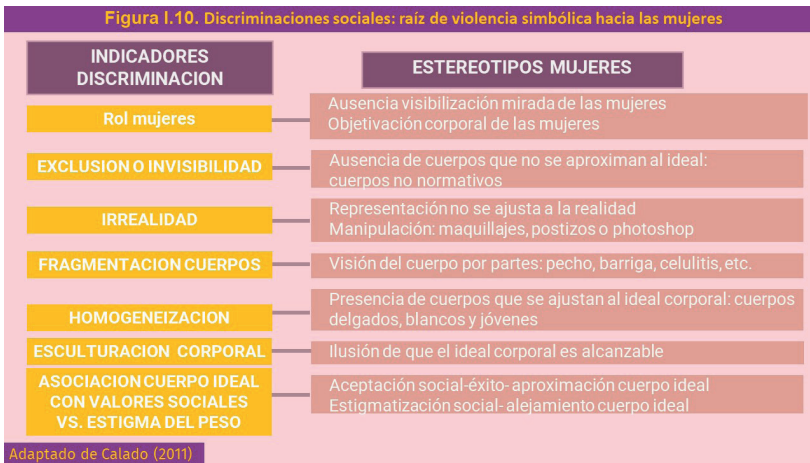 Figura I.10. Discriminaciones sociales: raíz de violencia simbólica hacia las mujeres
INDICADORES
DISCRIMINACION
ESTEREOTIPOS MUJERES
Rol mujeres
Ausencia visibilización mirada de las mujeres
Objetivación corporal de las mujeres
EXCLUSION O INVISIBILIDAD
Ausencia de cuerpos que no se aproximan al ideal:
cuerpos no normativos
IRREALIDAD
Representación no se ajusta a la realidad
Manipulación: maquillajes, postizos o photoshop
FRAGMENTACION CUERPOS
Visión del cuerpo por partes: pecho, barriga, celulitis, etc.
HOMOGENEIZACION
Presencia de cuerpos que se ajustan al ideal corporal: cuerpos
delgados, blancos y jóvenes
ESCULTURACION CORPORAL
Ilusión de que el ideal corporal es alcanzable
ASOCIACION CUERPO IDEAL
CON VALORES SOCIALES
VS. ESTIGMA DEL PESO
Aceptación social-éxito- aproximación cuerpo ideal
Estigmatización social- alejamiento cuerpo ideal
Adaptado de Calado (2011)